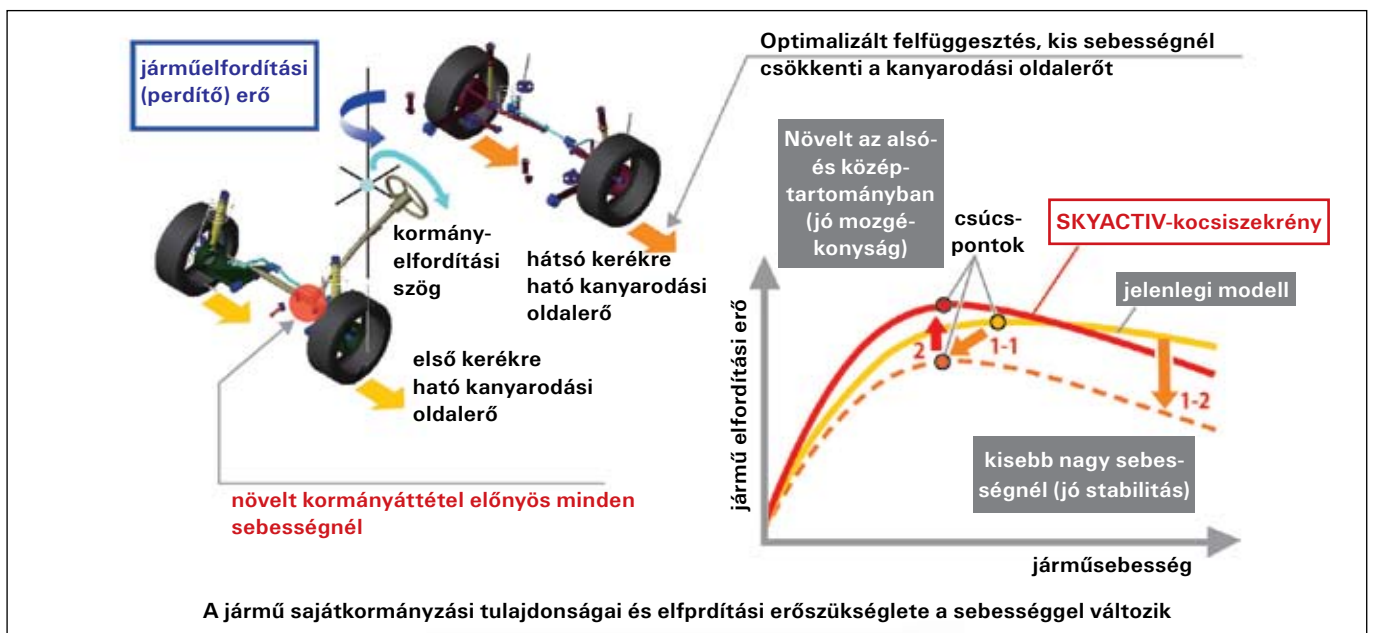 járműelfordítási
(perdítő) erő
Optimalizált felfüggesztés, kis sebességnél
csökkenti a kanyarodási oldalerőt
kormány-
elfordítási
szög
hátsó kerékre
ható kanyarodási
oldalerő
első kerékre
ható kanyarodási
oldalerő
növelt kormányáttétel előnyös minden
sebességnél
Növelt az alsó-
és közép-
tartományban
(jó mozgé-
konyság)
csúcs-
pontok
SKYACTIV-kocsiszekrény
jelenlegi modell
2
1-1
1-2
kisebb nagy sebes-
ségnél (jó stabilitás)
jármű elfordítási erő
járműsebesség
A jármű sajátkormányzási tulajdonságai és elfprdítási erőszükséglete a sebességgel változik